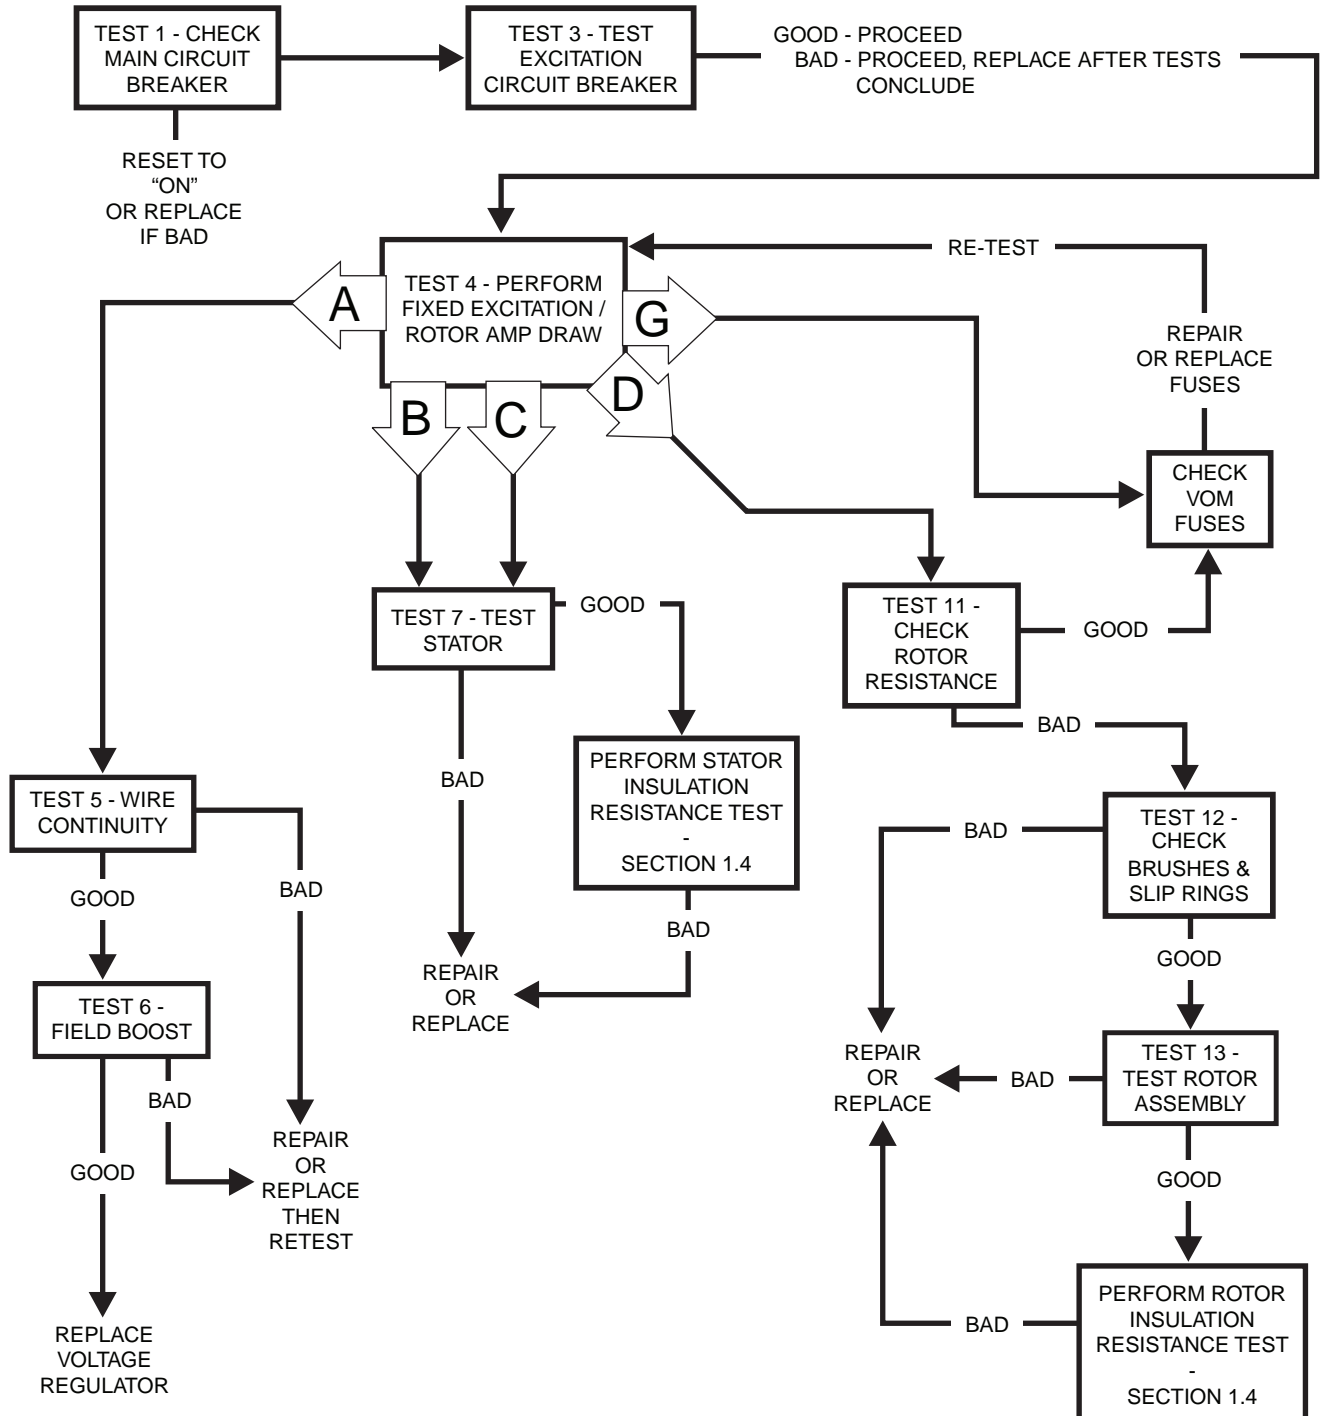 TEST 1 - CHECK
MAIN CIRCUIT
BREAKER
TEST 3 - TEST
EXCITATION
CIRCUIT BREAKER
GOOD - PROCEED
BAD - PROCEED, REPLACE AFTER TESTS
CONCLUDE
RESET TO
“ON”
OR REPLACE
IF BAD
TEST 4 - PERFORM
FIXED EXCITATION /
ROTOR AMP DRAW
A
B
C
D
G
RE-TEST
REPAIR
OR REPLACE
FUSES
CHECK
VOM
FUSES
TEST 7 - TEST
STATOR
GOOD
BAD
PERFORM STATOR
INSULATION
RESISTANCE TEST
-
SECTION 1.4
BAD
REPAIR
OR
REPLACE
TEST 11 -
CHECK
ROTOR
RESISTANCE
GOOD
BAD
TEST 12 -
CHECK
BRUSHES &
SLIP RINGS
BAD
GOOD
TEST 13 -
TEST ROTOR
ASSEMBLY
BAD
REPAIR
OR
REPLACE
GOOD
PERFORM ROTOR
INSULATION
RESISTANCE TEST
-
SECTION 1.4
BAD
TEST 5 - WIRE
CONTINUITY
GOOD
BAD
TEST 6 -
FIELD BOOST
BAD
GOOD
REPAIR
OR
REPLACE
THEN
RETEST
REPLACE
VOLTAGE
REGULATOR